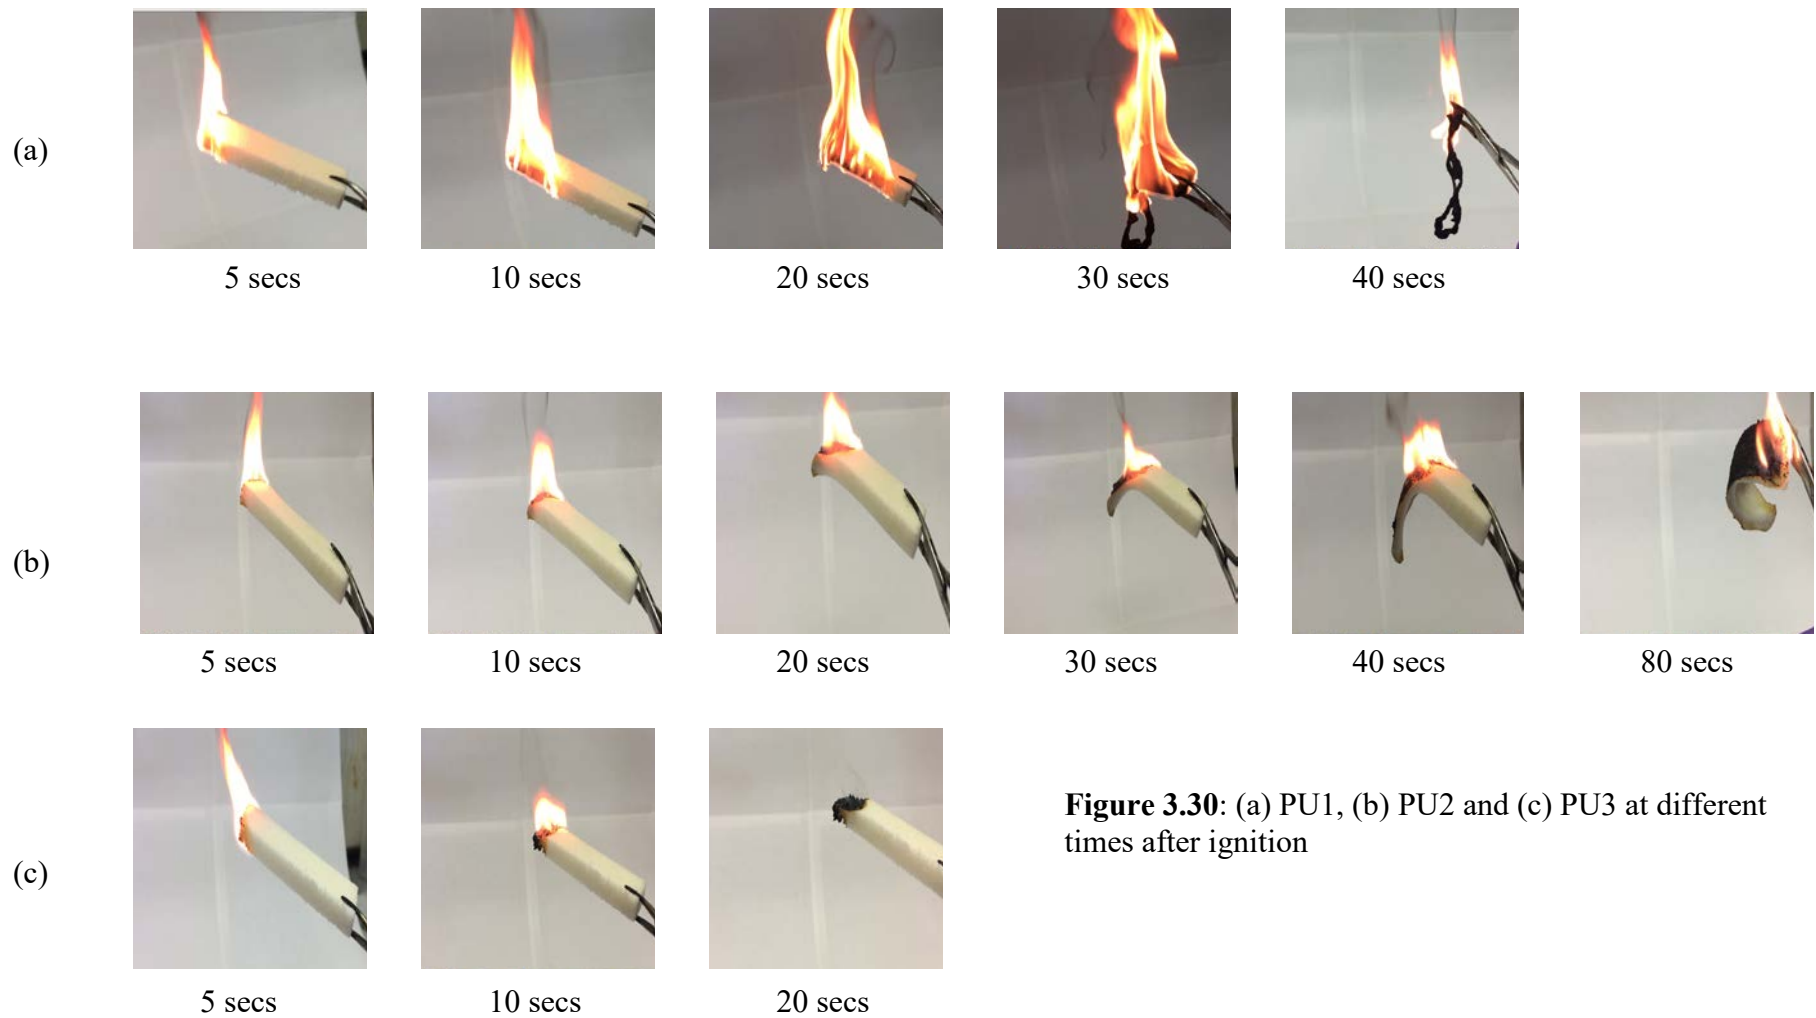 (a)
5 secs
10 secs
20 secs
30 secs
40 secs
(b)
5 secs
10 secs
20 secs
30 secs
40 secs
80 secs
(c)
5 secs
10 secs
20 secs
Figure 3.30: (a) PU1, (b) PU2 and (c) PU3 at different
times after ignition